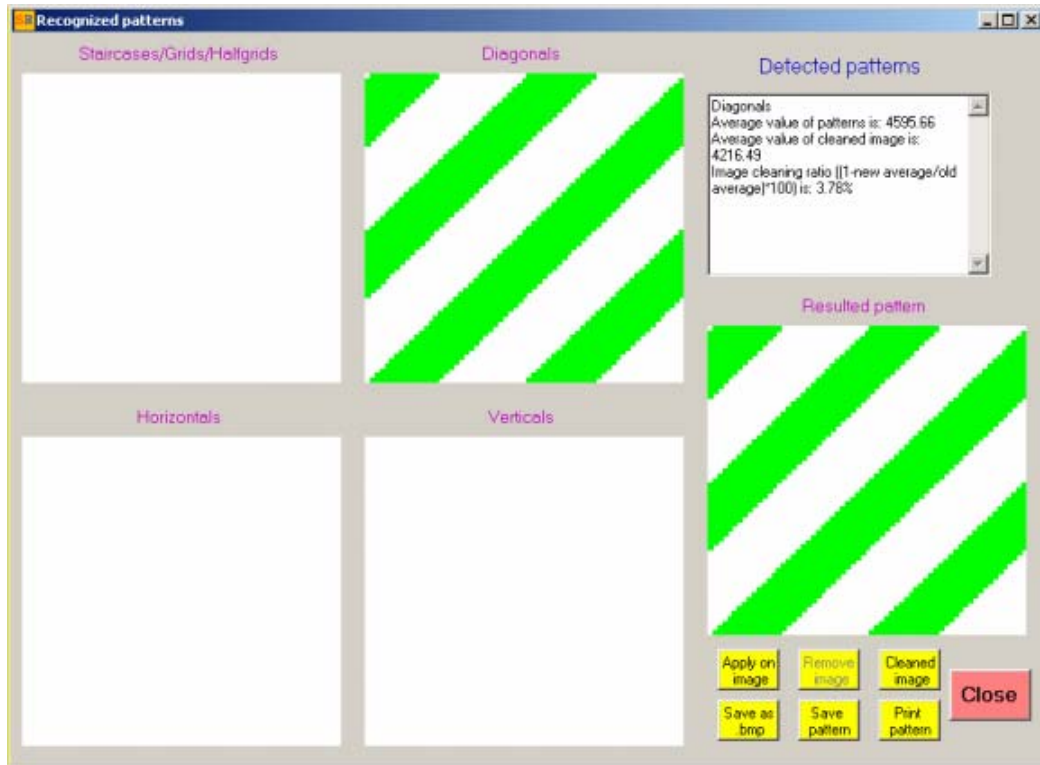 SB Recognized patterns
Staircases/Grids/Halfgrids
Diagonals
Detected patterns
Diagonals
Average value of patterns is: 4595.66
Average value of cleaned image is:
4216.49
Image cleaning ratio ((1-new average/old
average)*100) is: 3.78%
Resulted pattern
Horizontals
Verticals
Apply on
image
Remove
image
Cleaned
image
Save as
.bmp
Save
pattern
Print
pattern
Close